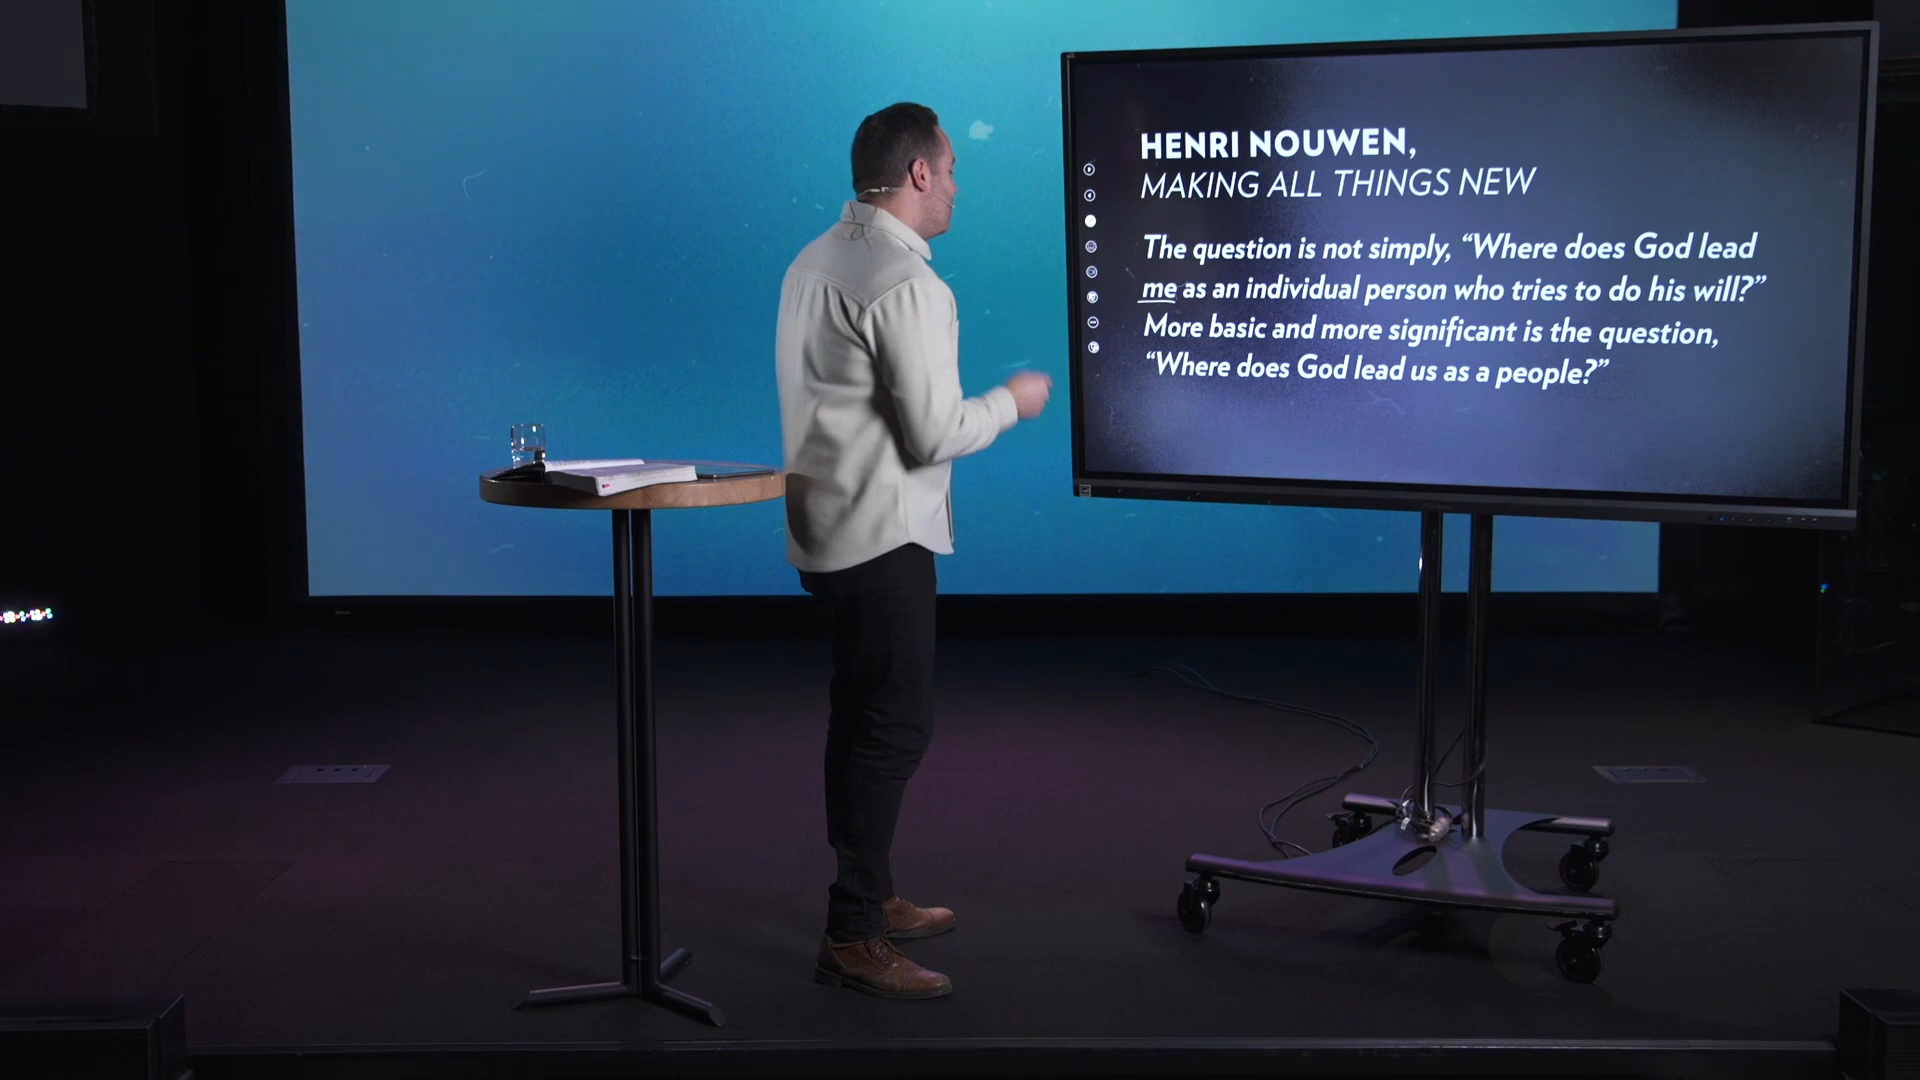 HENRI NOUWEN,
MAKING ALL THINGS NEW
The question is not simply, “Where does God lead
me as an individual person who tries to do his will?”
More basic and more significant is the question,
“Where does God lead us as a people?”